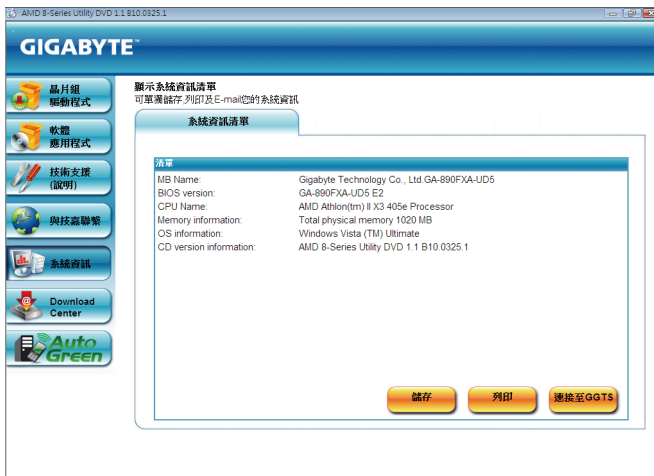 AMD 8-Series Utility DVD 1.1 B10.0325.1
GIGABYTE™
晶片組
驅動程式
軟體
應用程式
技術支援
(說明)
與技嘉聯繫
系統資訊
Download
Center
Auto
Green
顯示系統資訊清單
可單獨儲存,列印及E-mail您的系統資訊
系統資訊清單
清單
MB Name: Gigabyte Technology Co., Ltd.GA-890FXA-UD5
BIOS version: GA-890FXA-UD5 E2
CPU Name: AMD Athlon(tm) II X3 405e Processor
Memory information: Total physical memory 1020 MB
OS information: Windows Vista (TM) Ultimate
CD version information: AMD 8-Series Utility DVD 1.1 B10.0325.1
儲存
列印
連接至GGTS